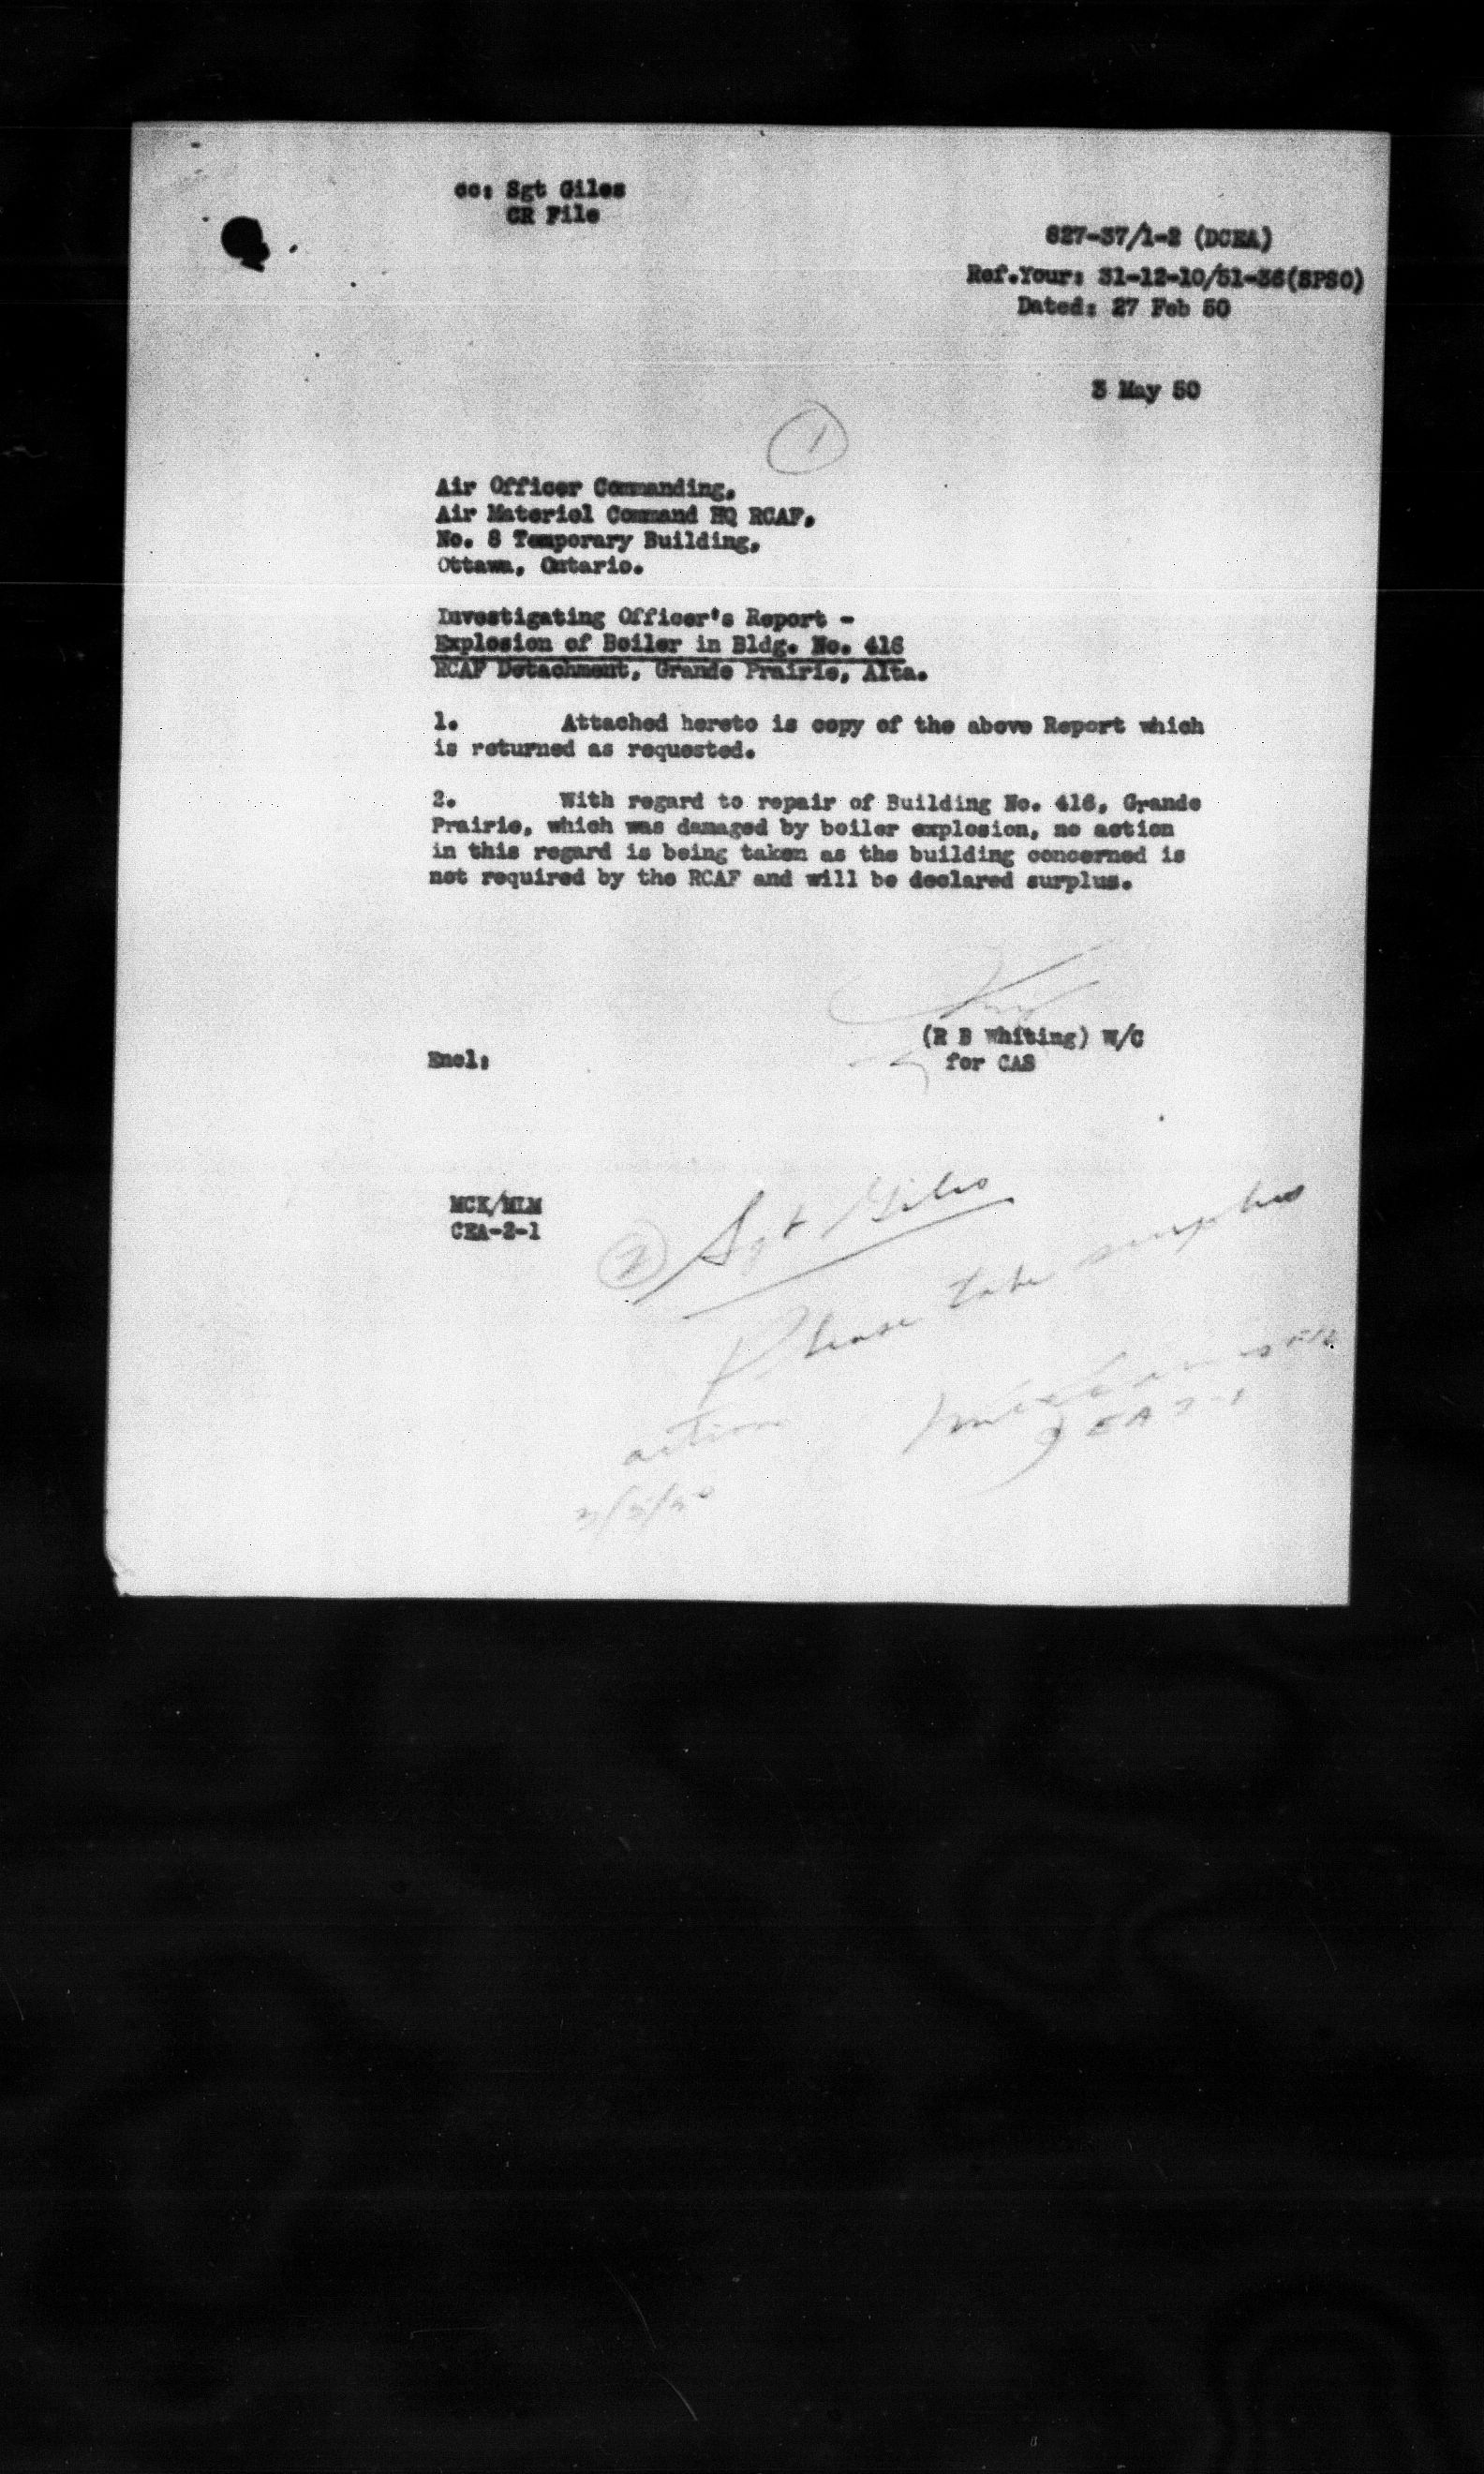 cc: Sgt Giles
CR File
827-37/1-2 (DCEA)
Ref.Your: 31-12-10/51-36(SPSO)
Dated: 27 Feb 50
3 May 50
1
Air Officer Commanding,
Air Materiel Command HQ RCAF,
No. 8 Temporary Building,
Ottawa, Ontario.
Investigating Officer's Report -
Explosion of Boiler in Bldg. No. 416
RCAF Detachment, Grande Prairie, Alta.
1. Attached hereto is copy of the above Report which
is returned as requested.
2. With regard to repair of Building No. 416, Grande
Prairie, which was damaged by boiler explosion, no action
in this regard is being taken as the building concerned is
not required by the RCAF and will be declared surplus.
(R B Whiting) W/C
for CAS
Encl:
MCK/MLM
CEA-2-1
2 Sgt Giles
Please take surplus
action
3/5/50